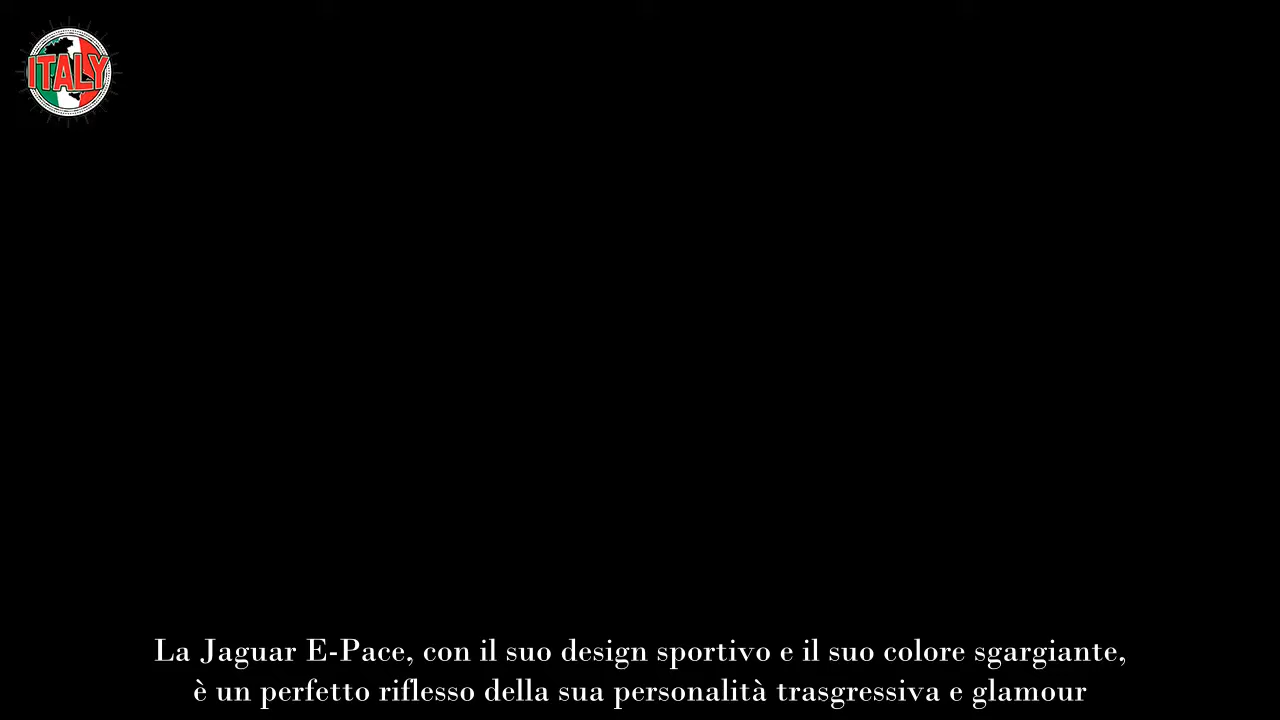 ITALY
La Jaguar E-Pace, con il suo design sportivo e il suo colore sgargiante,
è un perfetto riflesso della sua personalità trasgressiva e glamour